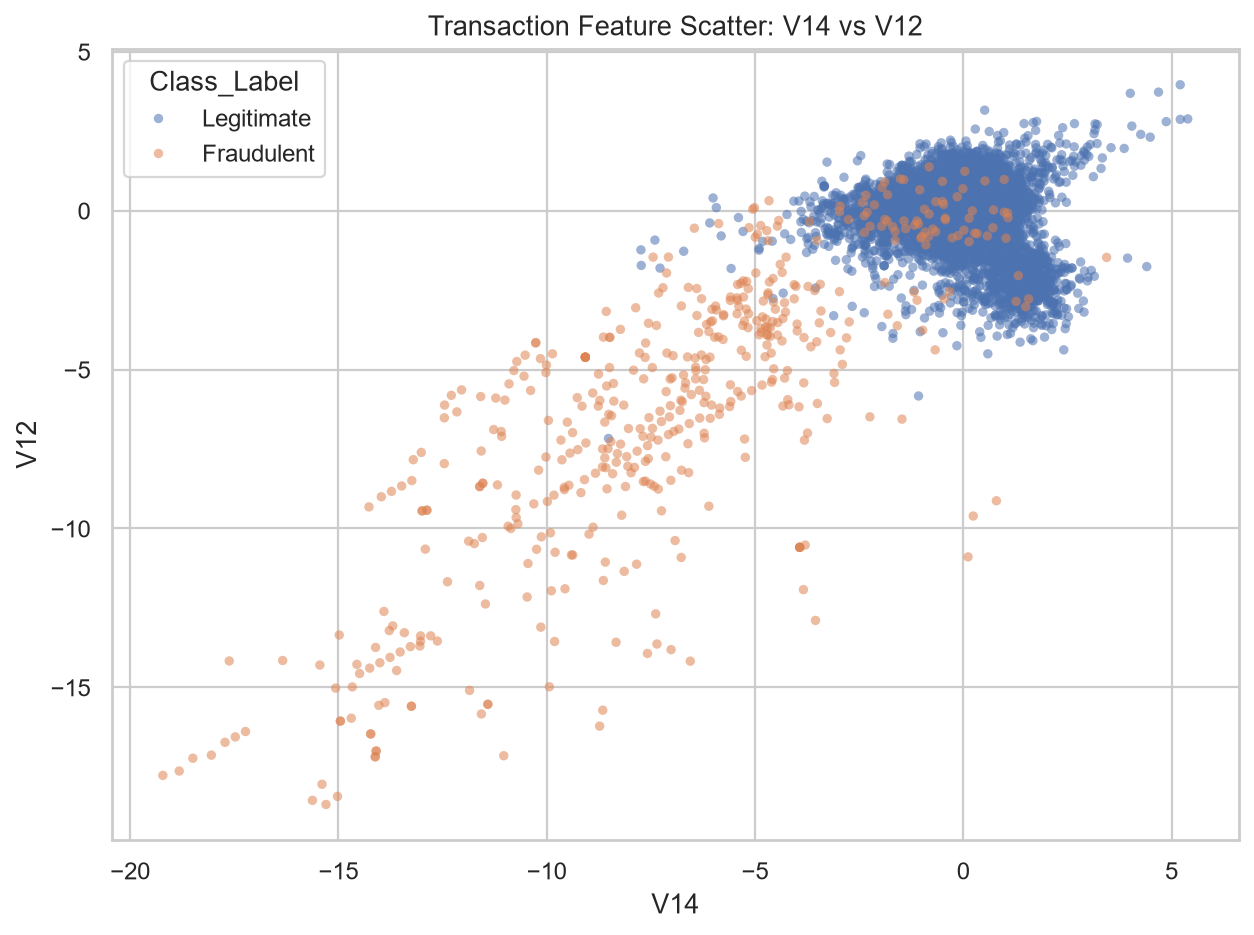 Transaction Feature Scatter: V14 vs V12
Class_Label
Legitimate
Fraudulent
5
0
−5
−10
−15
V12
−20
−15
−10
−5
0
5
V14